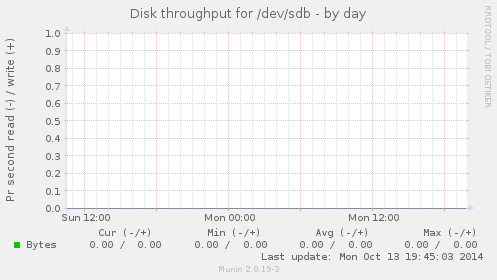 Disk throughput for /dev/sdb - by day
RRDTOOL / TOBI OETIKER
Pr second read (-) / write (+)
1.0
0.9
0.8
0.7
0.6
0.5
0.4
0.3
0.2
0.1
0.0
Sun 12:00 Mon 00:00 Mon 12:00
Cur (-/+) Min (-/+) Avg (-/+) Max (-/+)
Bytes 0.00 / 0.00 0.00 / 0.00 0.00 / 0.00 0.00 / 0.00
Last update: Mon Oct 13 19:45:03 2014
Munin 2.0.19-3